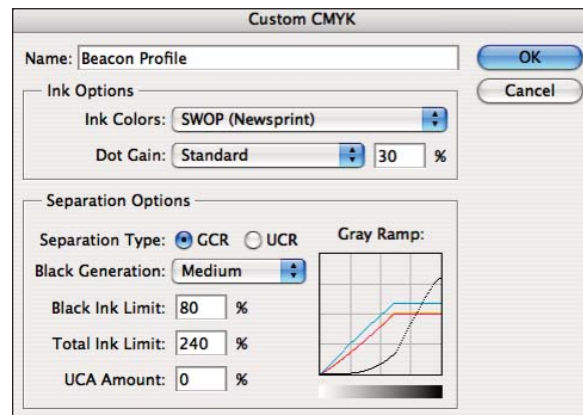 Custom CMYK
Name: Beacon Profile
OK
Cancel
Ink Options
Ink Colors: SWOP (Newsprint)
Dot Gain: Standard 30 %
Separation Options
Separation Type: GCR UCR Gray Ramp:
Black Generation: Medium
Black Ink Limit: 80 %
Total Ink Limit: 240 %
UCA Amount: 0 %